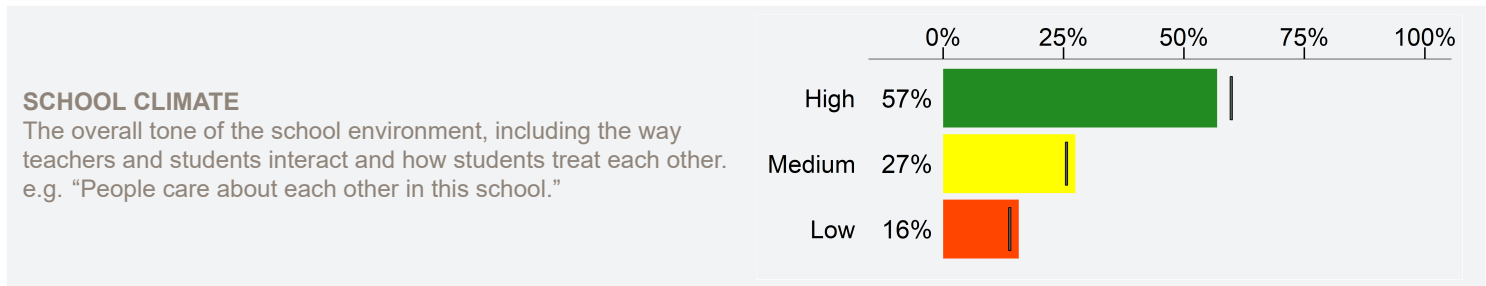 SCHOOL CLIMATE
The overall tone of the school environment, including the way
teachers and students interact and how students treat each other.
e.g. “People care about each other in this school.”
0% 25% 50% 75% 100%
High 57%
Medium 27%
Low 16%